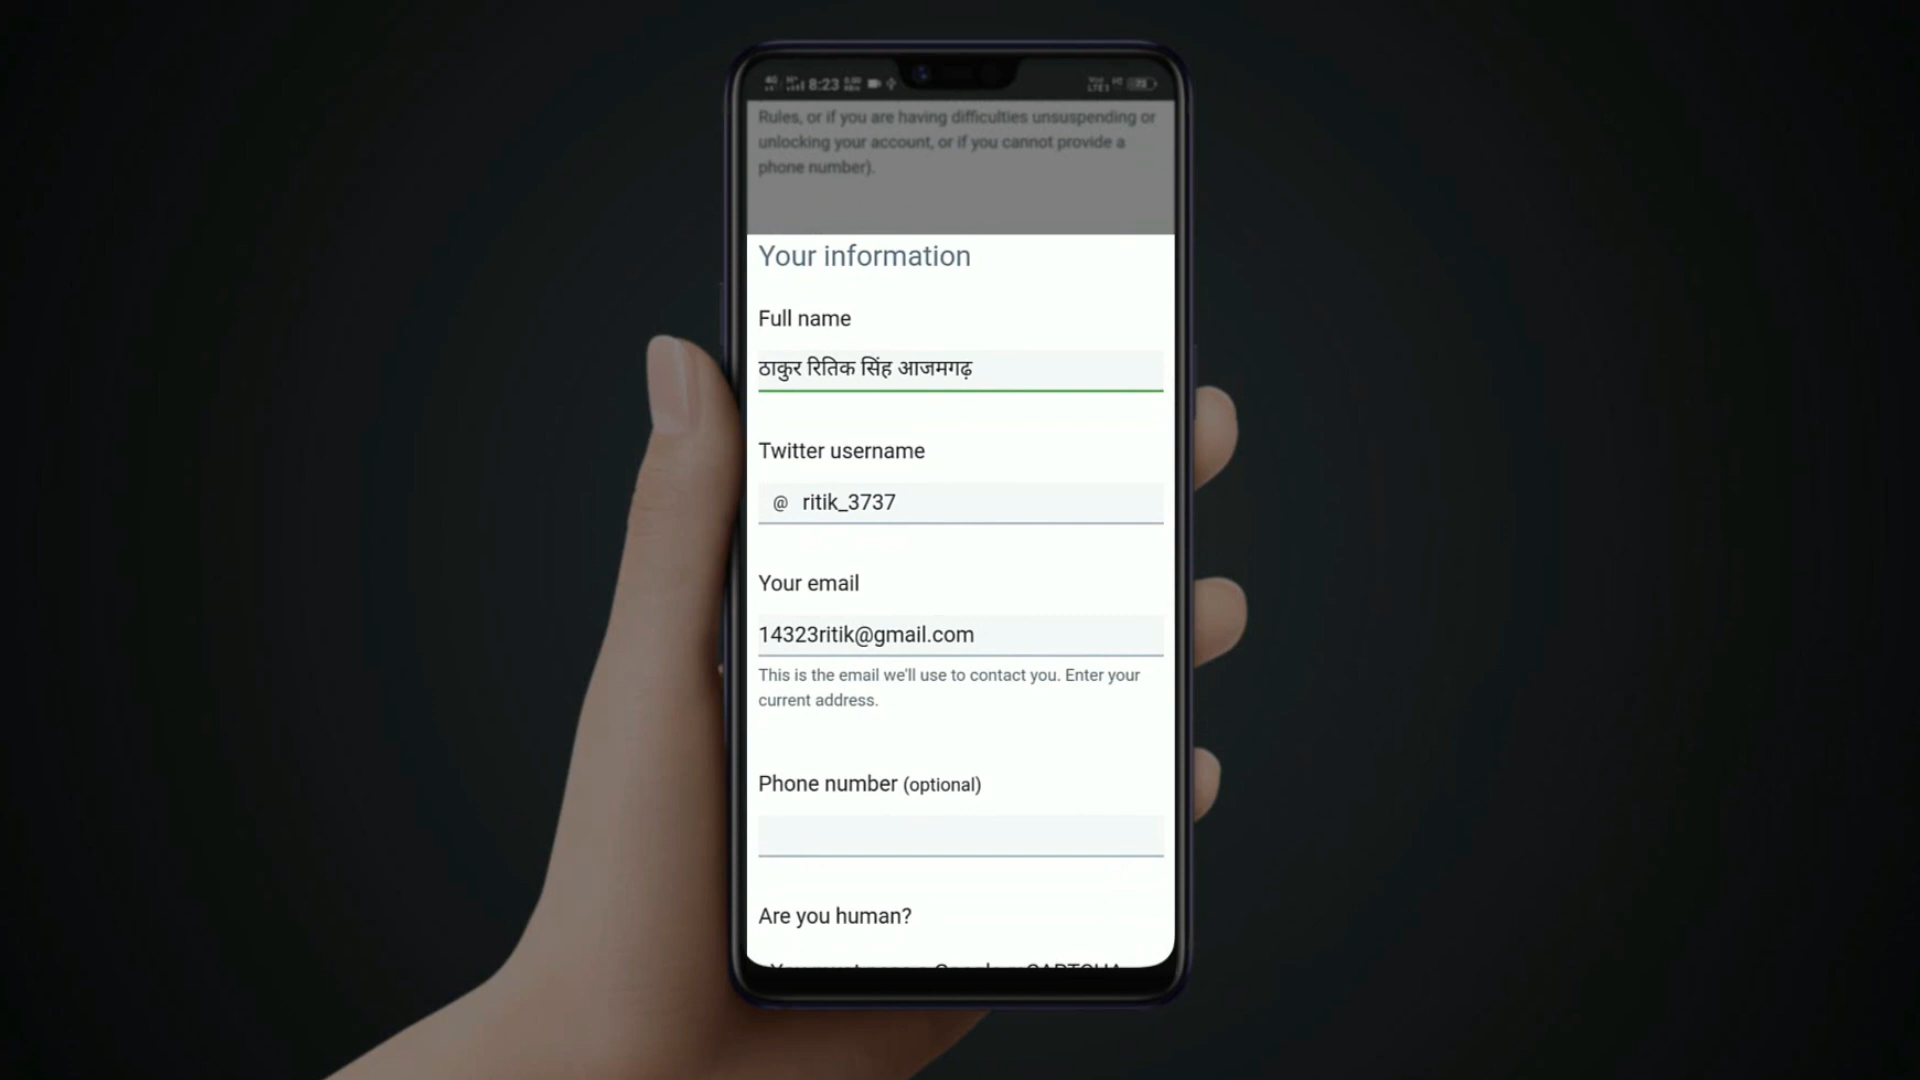 8:23
Rules, or if you are having difficulties unsuspending or
unlocking your account, or if you cannot provide a
phone number).
Your information
Full name
ठाकुर रितिक सिंह आजमगढ़
Twitter username
@ ritik_3737
Your email
14323ritik@gmail.com
This is the email we'll use to contact you. Enter your
current address.
Phone number (optional)
Are you human?